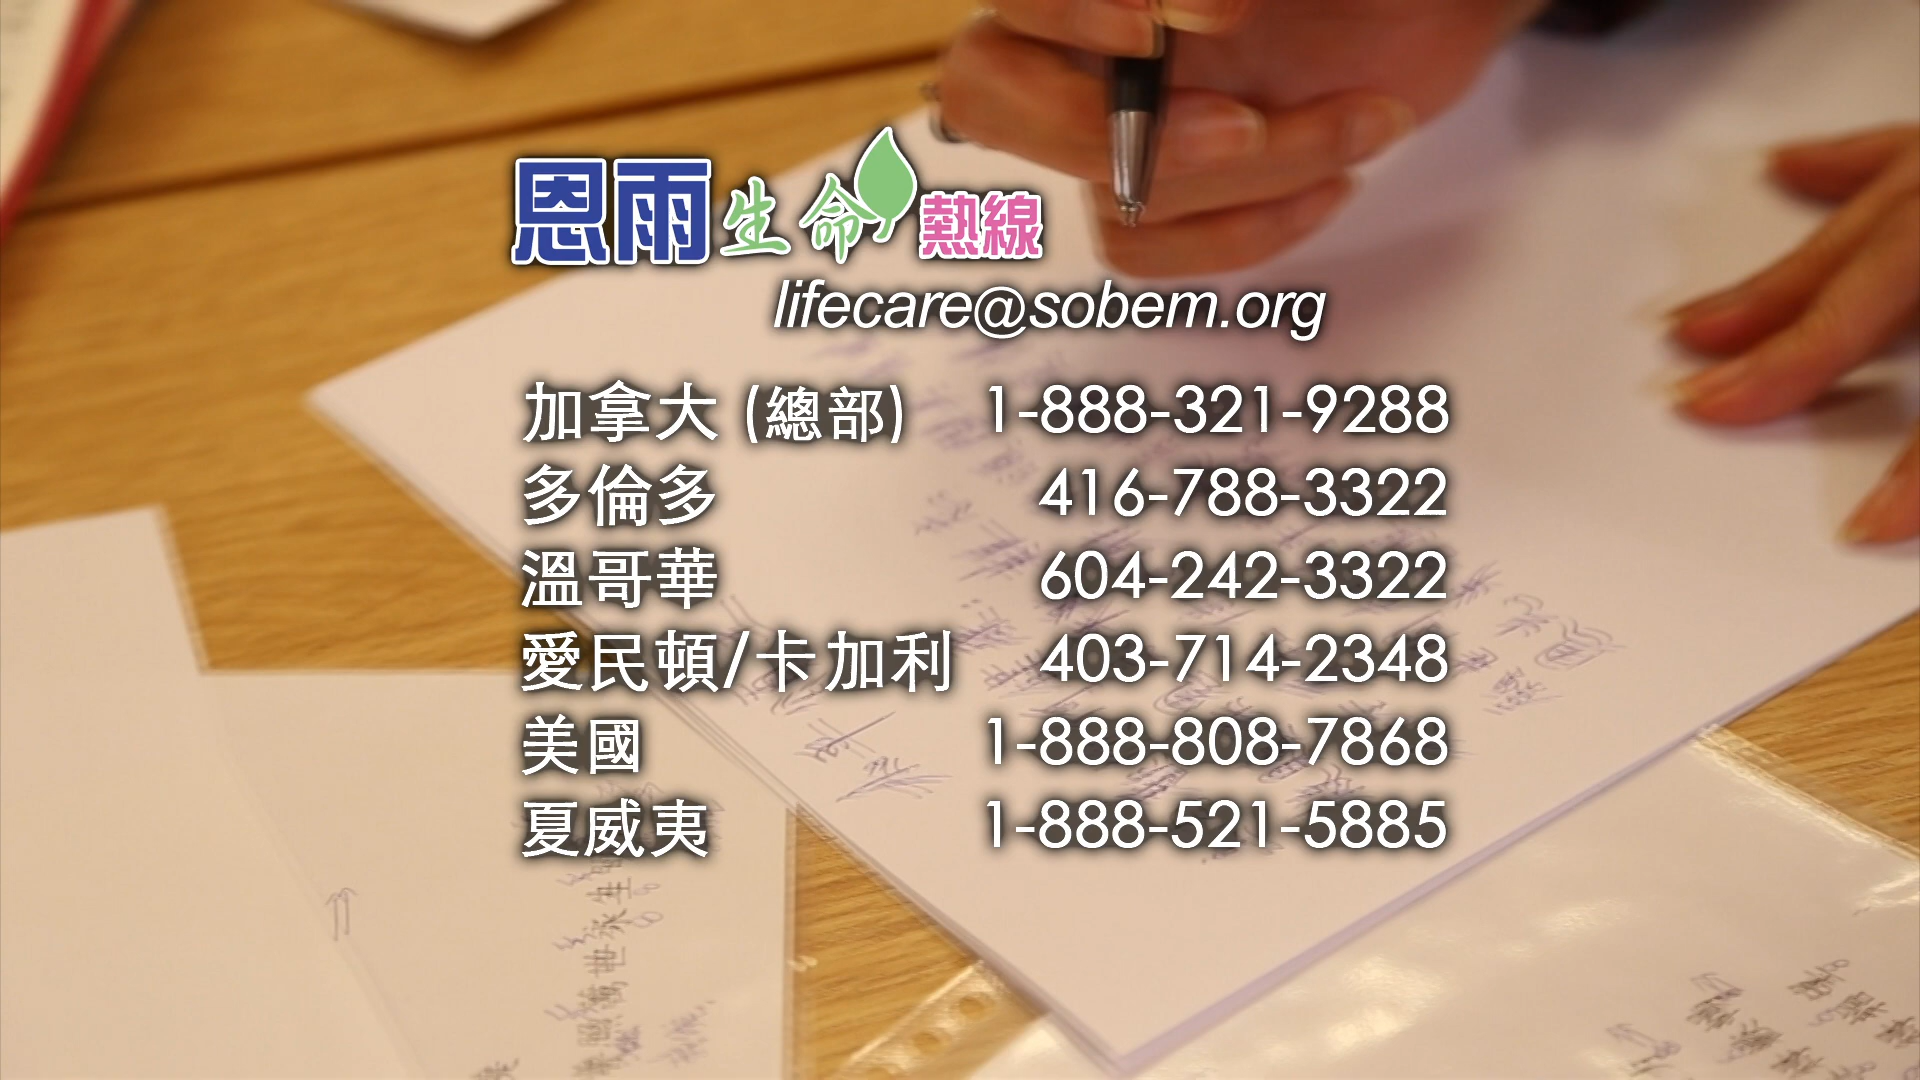 恩雨生命熱線
lifecare@sobem.org
加拿大 (總部) 1-888-321-9288
多倫多 416-788-3322
溫哥華 604-242-3322
愛民頓/卡加利 403-714-2348
美國 1-888-808-7868
夏威夷 1-888-521-5885